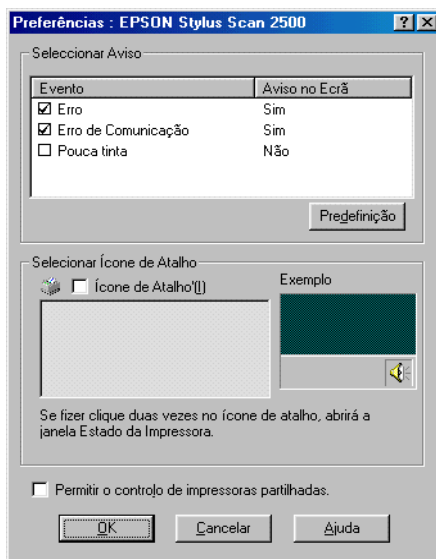 Preferências : EPSON Stylus Scan 2500
Seleccionar Aviso
Evento Aviso no Ecrã
Erro Sim
Erro de Comunicação Sim
Pouca tinta Não
Predefinição
Selecionar Ícone de Atalho
Ícone de Atalho'(I)
Exemplo
Se fizer clique duas vezes no ícone de atalho, abrirá a
janela Estado da Impressora.
Permitir o controlo de impressoras partilhadas.
OK Cancelar Ajuda